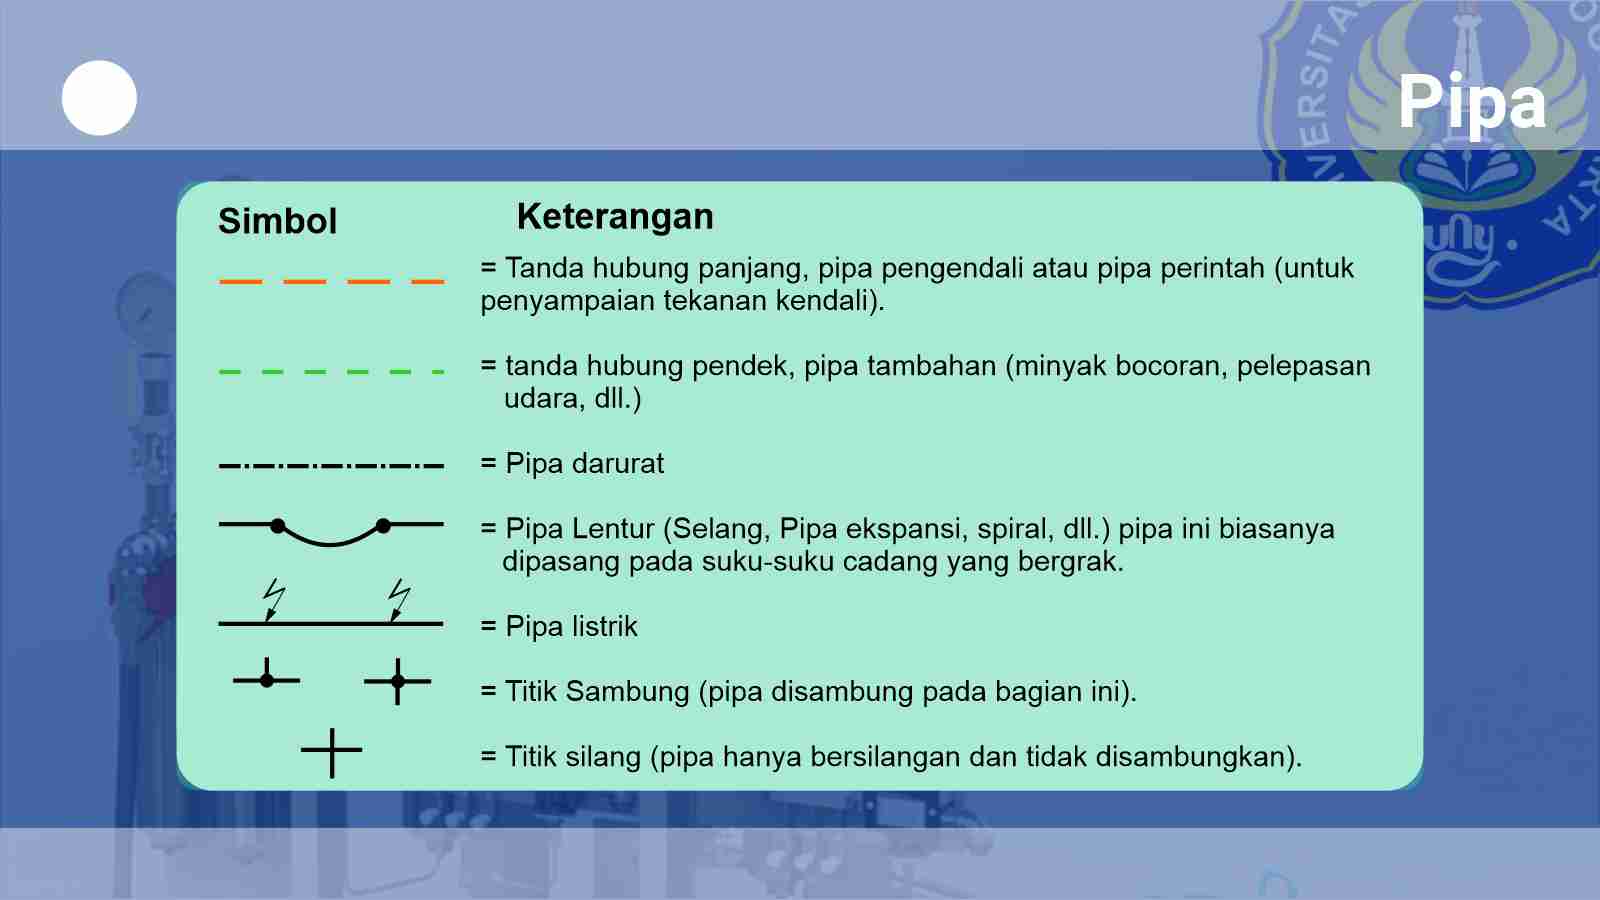 Pipa
Simbol
Keterangan
= Tanda hubung panjang, pipa pengendali atau pipa perintah (untuk
penyampaian tekanan kendali).
= tanda hubung pendek, pipa tambahan (minyak bocoran, pelepasan
udara, dll.)
= Pipa darurat
= Pipa Lentur (Selang, Pipa ekspansi, spiral, dll.) pipa ini biasanya
dipasang pada suku-suku cadang yang bergrak.
= Pipa listrik
= Titik Sambung (pipa disambung pada bagian ini).
= Titik silang (pipa hanya bersilangan dan tidak disambungkan).
uny